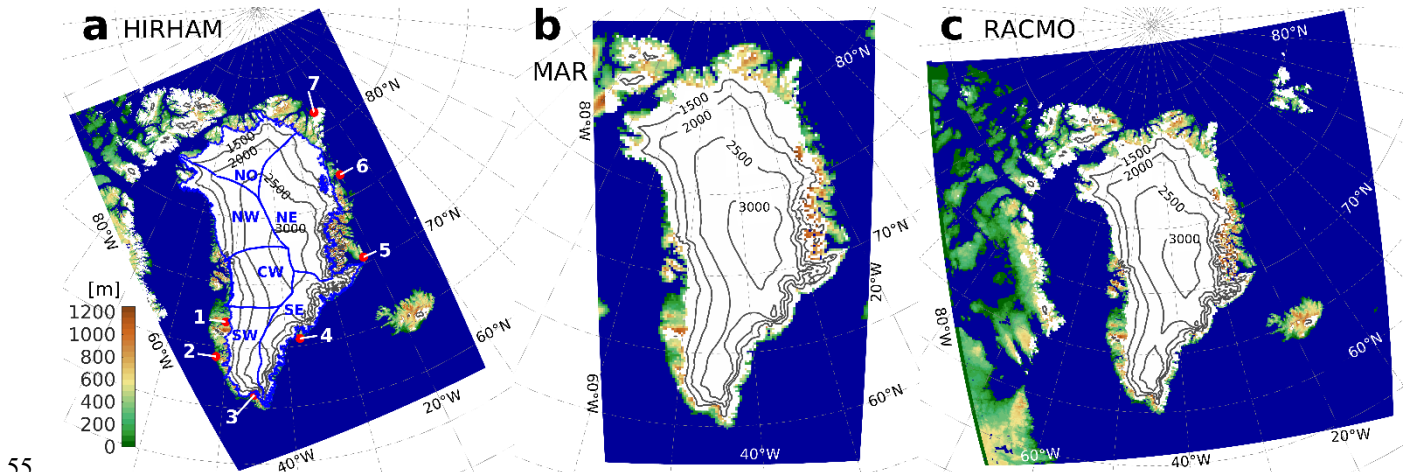 a HIRHAM
7
80°N
1500
2000
NO
2500
6
NW
NE
3000
70°N
80°W
CW
5
[m]
1200
1000
800
600
400
200
0
1
SE
SW
4
2
60°N
60°W
3
20°W
40°W
b
MAR
80°N
80°W
1500
2000
2500
3000
70°N
20°W
60°W
60°N
40°W
c RACMO
80°N
1500
2000
2500
70°N
3000
80°W
60°N
60°W
20°W
40°W
55